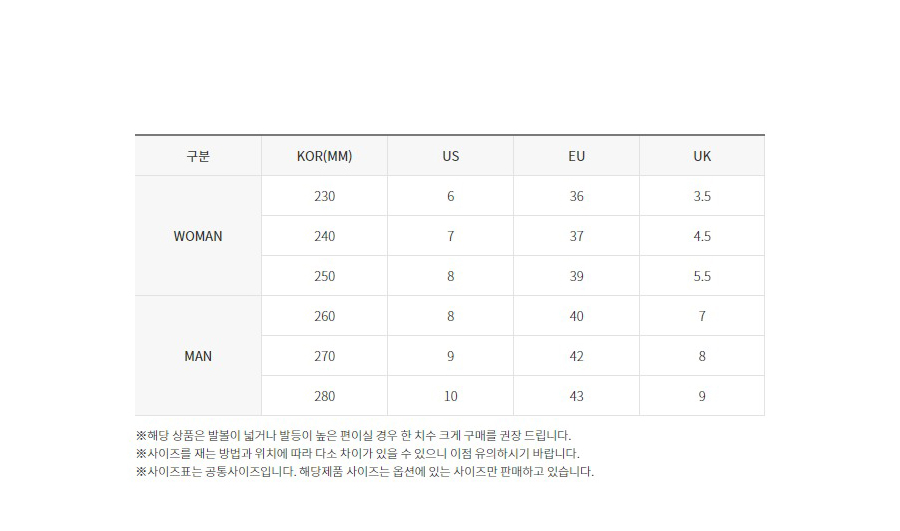 구분 KOR(MM) US EU UK
WOMAN
230 6 36 3.5
240 7 37 4.5
250 8 39 5.5
MAN
260 8 40 7
270 9 42 8
280 10 43 9
※해당 상품은 발볼이 넓거나 발등이 높은 편이실 경우 한 치수 크게 구매를 권장 드립니다.
※사이즈를 재는 방법과 위치에 따라 다소 차이가 있을 수 있으니 이점 유의하시기 바랍니다.
※사이즈표는 공통사이즈입니다. 해당제품 사이즈는 옵션에 있는 사이즈만 판매하고 있습니다.